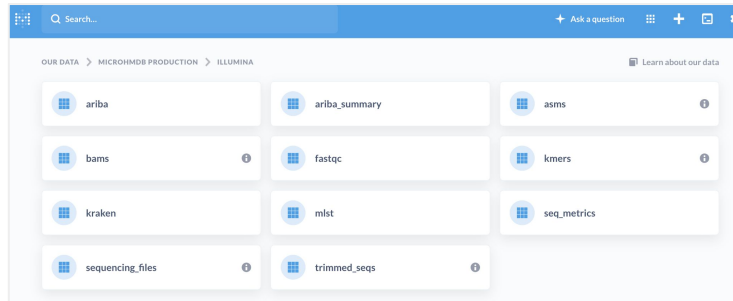 Search...
Ask a question
OUR DATA > MICROHMDB PRODUCTION > ILLUMINA
Learn about our data
ariba
ariba_summary
asms
bams
fastqc
kmers
kraken
mlst
seq_metrics
sequencing_files
trimmed_seqs